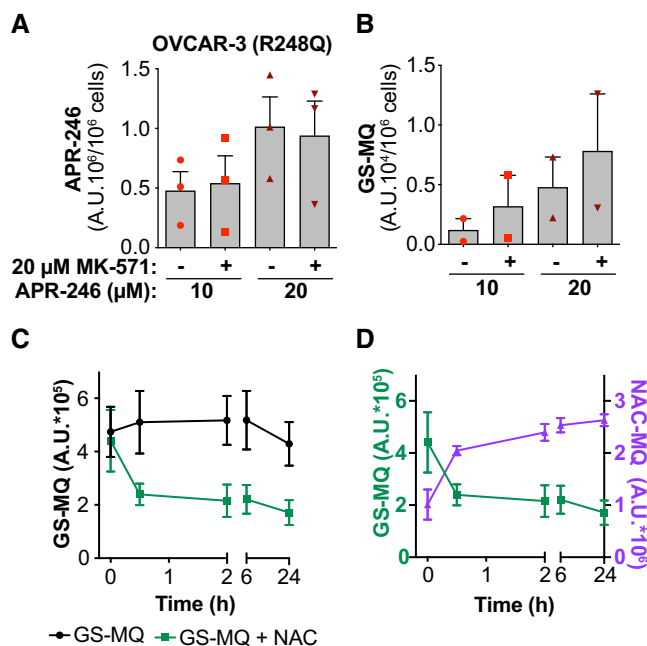 A
B
OVCAR-3 (R248Q)
APR-246
(A.U.10⁶/10⁶ cells)
1.5
1.0
0.5
0.0
20 µM MK-571: - + - +
APR-246 (µM): 10 20
GS-MQ
(A.U.10⁴/10⁶ cells)
1.5
1.0
0.5
0.0
- + - +
10 20
C
D
GS-MQ (A.U.*10⁵)
6
4
2
0
0 1 2 6 24
Time (h)
GS-MQ GS-MQ + NAC
GS-MQ (A.U.*10⁵)
6
4
2
0
NAC-MQ (A.U.*10⁶)
3
2
1
0
0 1 2 6 24
Time (h)